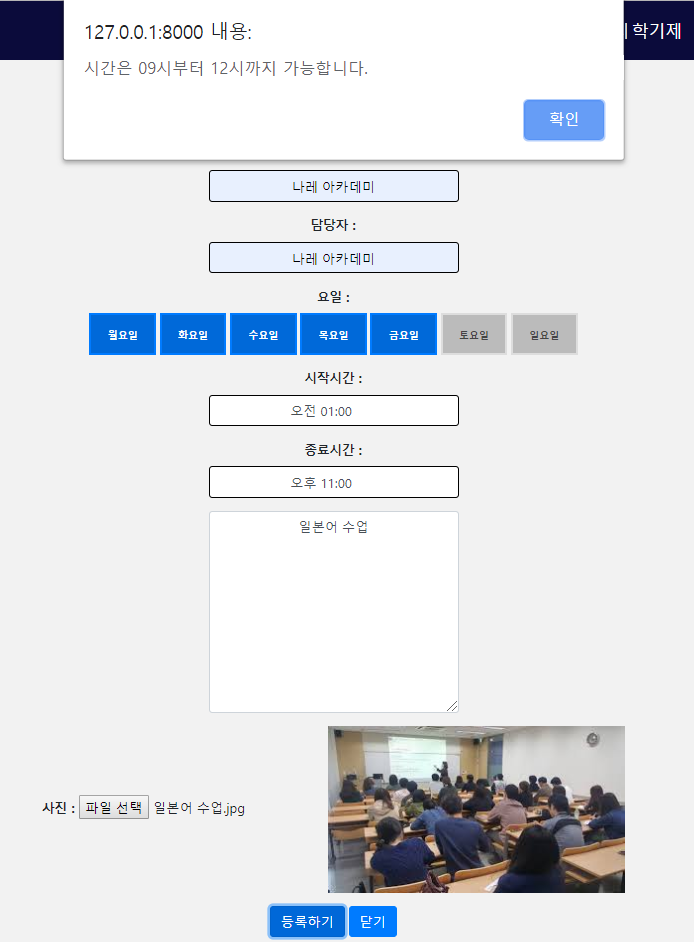 127.0.0.1:8000 내용:
시간은 09시부터 12시까지 가능합니다.
확인
학기제
나레 아카데미
담당자 :
나레 아카데미
요일 :
월요일 화요일 수요일 목요일 금요일 토요일 일요일
시작시간 :
오전 01:00
종료시간 :
오후 11:00
일본어 수업
사진 : 파일 선택 일본어 수업.jpg
등록하기 닫기